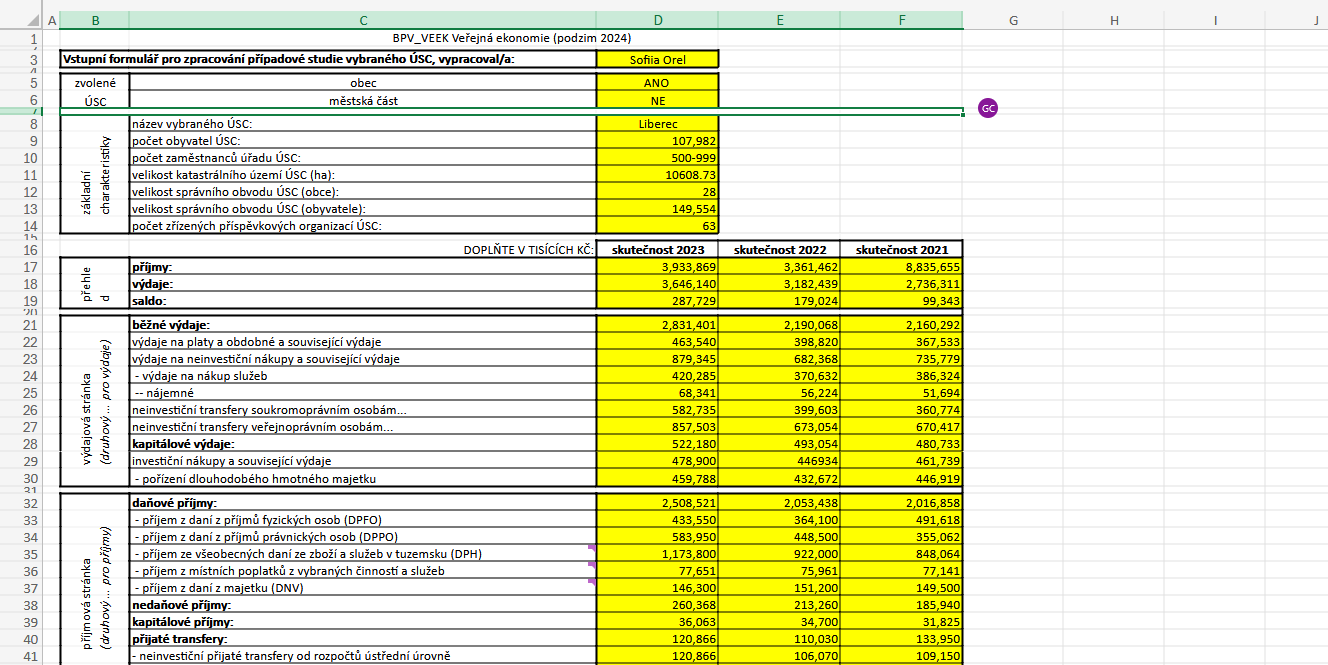 A B C D E F G H I J
1 BPV_VEEK Veřejná ekonomie (podzim 2024)
3 Vstupní formulář pro zpracování případové studie vybraného ÚSC, vypracoval/a: Sofiia Orel
4
5 zvolené obec ANO
6 ÚSC městská část NE
7 GC
8 název vybraného ÚSC: Liberec
základní charakteristiky
9 počet obyvatel ÚSC: 107,982
10 počet zaměstnanců úřadu ÚSC: 500-999
11 velikost katastrálního území ÚSC (ha): 10608.73
12 velikost správního obvodu ÚSC (obce): 28
13 velikost správního obvodu ÚSC (obyvatele): 149,554
14 počet zřízených příspěvkových organizací ÚSC: 63
15
16 DOPLŇTE V TISÍCÍCH KČ: skutečnost 2023 skutečnost 2022 skutečnost 2021
přehled
17 příjmy: 3,933,869 3,361,462 8,835,655
18 výdaje: 3,646,140 3,182,439 2,736,311
19 saldo: 287,729 179,024 99,343
20
výdajová stránka
(druhový ... pro výdaje)
21 běžné výdaje: 2,831,401 2,190,068 2,160,292
22 výdaje na platy a obdobné a související výdaje 463,540 398,820 367,533
23 výdaje na neinvestiční nákupy a související výdaje 879,345 682,368 735,779
24 - výdaje na nákup služeb 420,285 370,632 386,324
25 -- nájemné 68,341 56,224 51,694
26 neinvestiční transfery soukromoprávním osobám... 582,735 399,603 360,774
27 neinvestiční transfery veřejnoprávním osobám... 857,503 673,054 670,417
28 kapitálové výdaje: 522,180 493,054 480,733
29 investiční nákupy a související výdaje 478,900 446934 461,739
30 - pořízení dlouhodobého hmotného majetku 459,788 432,672 446,919
31
příjmová stránka
(druhový ... pro příjmy)
32 daňové příjmy: 2,508,521 2,053,438 2,016,858
33 - příjem z daní z příjmů fyzických osob (DPFO) 433,550 364,100 491,618
34 - příjem z daní z příjmů právnických osob (DPPO) 583,950 448,500 355,062
35 - příjem ze všeobecných daní ze zboží a služeb v tuzemsku (DPH) 1,173,800 922,000 848,064
36 - příjem z místních poplatků z vybraných činností a služeb 77,651 75,961 77,141
37 - příjem z daní z majetku (DNV) 146,300 151,200 149,500
38 nedaňové příjmy: 260,368 213,260 185,940
39 kapitálové příjmy: 36,063 34,700 31,825
40 přijaté transfery: 120,866 110,030 133,950
41 - neinvestiční přijaté transfery od rozpočtů ústřední úrovně 120,866 106,070 109,150